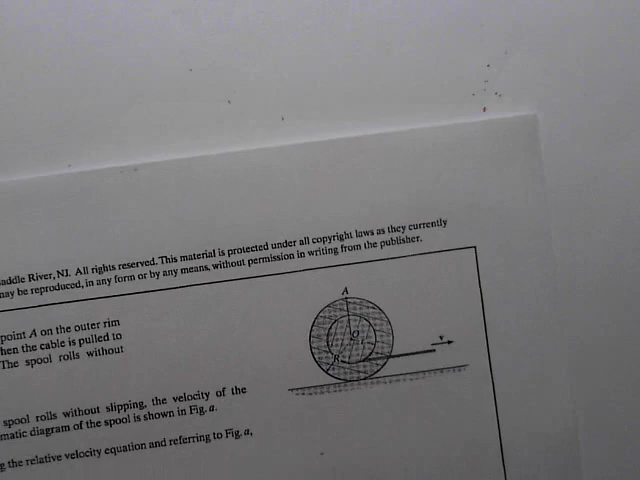 addle River, NJ. All rights reserved. This material is protected under all copyright laws as they currently
may be reproduced, in any form or by any means, without permission in writing from the publisher.
point A on the outer rim
hen the cable is pulled to
The spool rolls without
A
O
R
v
spool rolls without slipping, the velocity of the
matic diagram of the spool is shown in Fig. a.
g the relative velocity equation and referring to Fig. a,